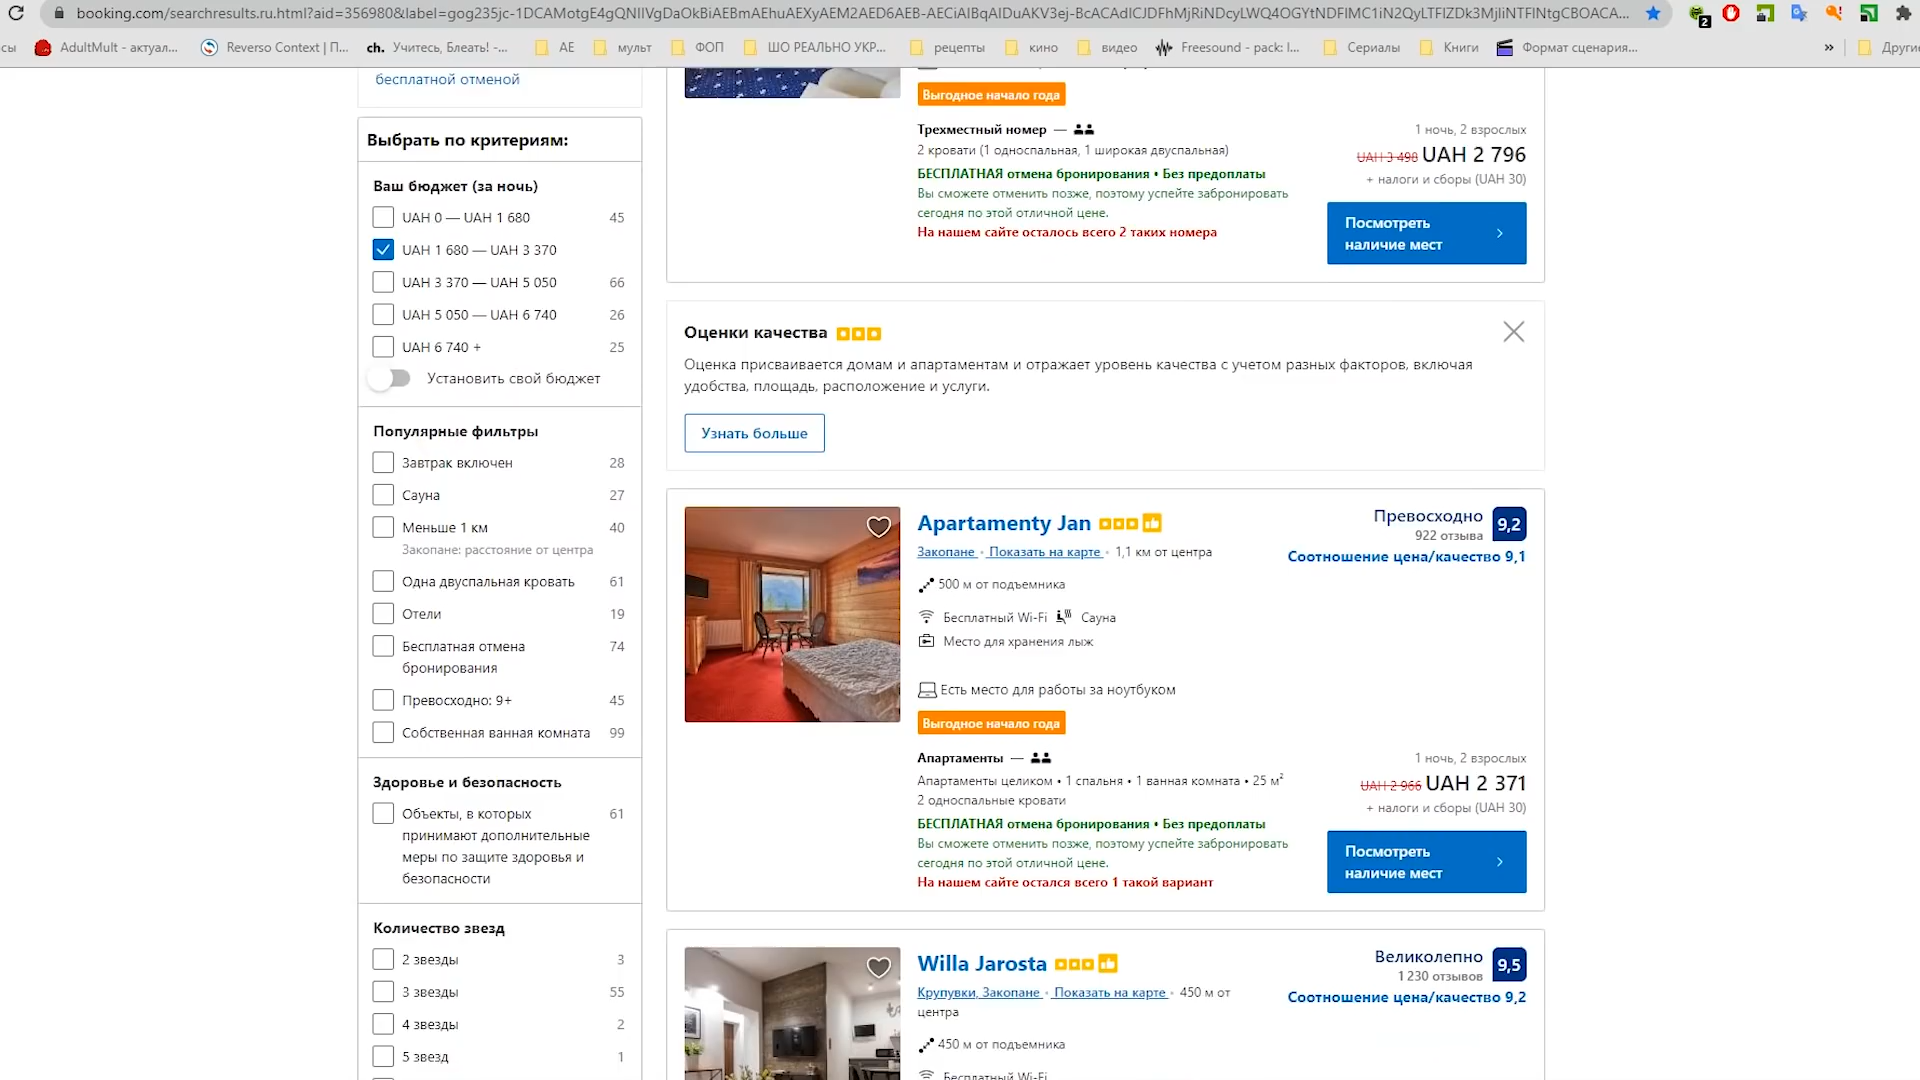 booking.com/searchresults.ru.html?aid=356980&label=
2
сы
AdultMult - актуал...
Reverso Context | П...
ch. Учитесь, Блеать! -...
АЕ
мульт
ФОП
ШО РЕАЛЬНО УКР...
рецепты
кино
видео
Freesound - pack: I...
Сериалы
Книги
Формат сценария...
»
Другие
бесплатной отменой
Выбрать по критериям:
Ваш бюджет (за ночь)
UAH 0 — UAH 1 680 45
UAH 1 680 — UAH 3 370
UAH 3 370 — UAH 5 050 66
UAH 5 050 — UAH 6 740 26
UAH 6 740 + 25
Установить свой бюджет
Популярные фильтры
Завтрак включен 28
Сауна 27
Меньше 1 км 40
Закопане: расстояние от центра
Одна двуспальная кровать 61
Отели 19
Бесплатная отмена 74
бронирования
Превосходно: 9+ 45
Собственная ванная комната 99
Здоровье и безопасность
Объекты, в которых 61
принимают дополнительные
меры по защите здоровья и
безопасности
Количество звезд
2 звезды 3
3 звезды 55
4 звезды 2
5 звезд 1
Выгодное начало года
Трехместный номер —
2 кровати (1 односпальная, 1 широкая двуспальная)
БЕСПЛАТНАЯ отмена бронирования • Без предоплаты
Вы сможете отменить позже, поэтому успейте забронировать
сегодня по этой отличной цене.
На нашем сайте осталось всего 2 таких номера
1 ночь, 2 взрослых
UAH 3 498 UAH 2 796
+ налоги и сборы (UAH 30)
Посмотреть
наличие мест
Оценки качества
Оценка присваивается домам и апартаментам и отражает уровень качества с учетом разных факторов, включая
удобства, площадь, расположение и услуги.
Узнать больше
Apartamenty Jan
Закопане • Показать на карте • 1,1 км от центра
500 м от подъемника
Бесплатный Wi-Fi Сауна
Место для хранения лыж
Есть место для работы за ноутбуком
Выгодное начало года
Превосходно 9,2
922 отзыва
Соотношение цена/качество 9,1
Апартаменты —
Апартаменты целиком • 1 спальня • 1 ванная комната • 25 м²
2 односпальные кровати
БЕСПЛАТНАЯ отмена бронирования • Без предоплаты
Вы сможете отменить позже, поэтому успейте забронировать
сегодня по этой отличной цене.
На нашем сайте остался всего 1 такой вариант
1 ночь, 2 взрослых
UAH 2 966 UAH 2 371
+ налоги и сборы (UAH 30)
Посмотреть
наличие мест
Willa Jarosta
Крупувки, Закопане • Показать на карте • 450 м от
центра
450 м от подъемника
Бесплатный Wi-Fi
Великолепно 9,5
1 230 отзывов
Соотношение цена/качество 9,2